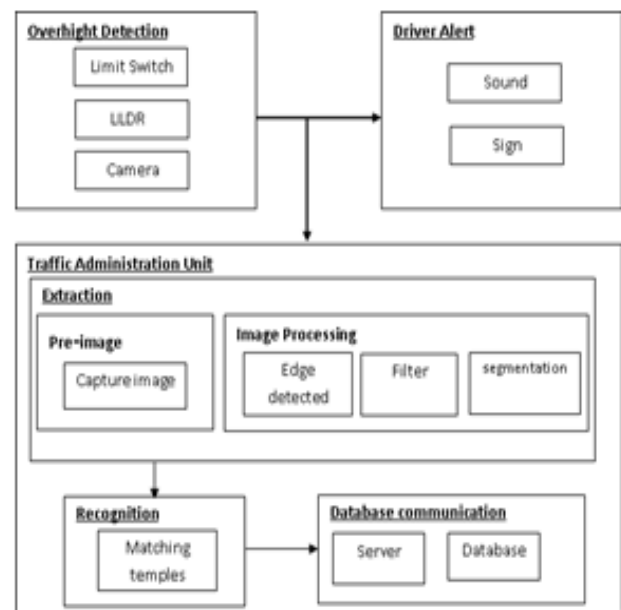 Overhight Detection
Limit Switch
LLDR
Camera
Driver Alert
Sound
Sign
Traffic Administration Unit
Extraction
Pre-image
Capture image
Image Processing
Edge
detected
Filter
segmentation
Recognition
Matching
temples
Database communication
Server
Database